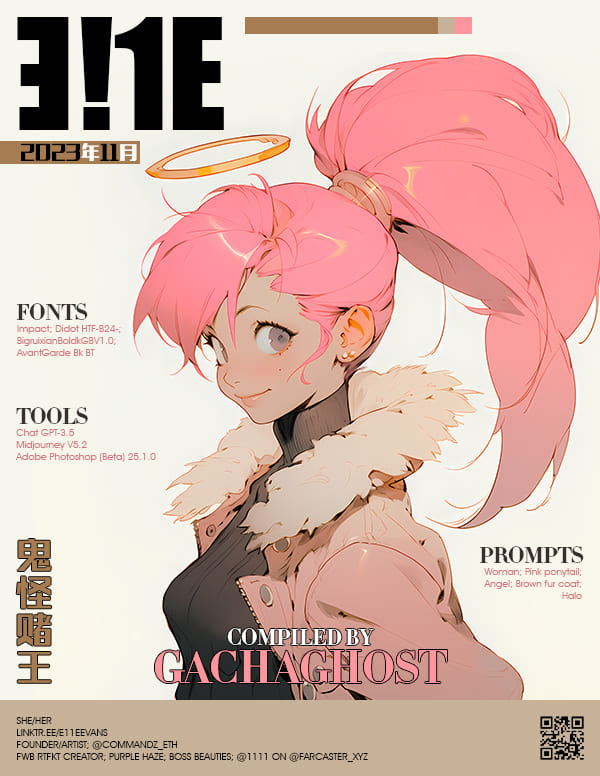 3!1E
2023年11月
FONTS
Impact; Didot HTF-B24-;
BigruixianBoldkGBV1.0;
AvantGarde Bk BT
TOOLS
Chat GPT-3.5
Midjourney V5.2
Adobe Photoshop (Beta) 25.1.0
鬼怪赌王
PROMPTS
Woman; Pink ponytail;
Angel; Brown fur coat;
Halo
COMPILED BY
GACHAGHOST
SHE/HER
LINKTR.EE/E11EEVANS
FOUNDER/ARTIST; @COMMANDZ_ETH
FWB RTFKT CREATOR; PURPLE HAZE; BOSS BEAUTIES; @1111 ON @FARCASTER_XYZ